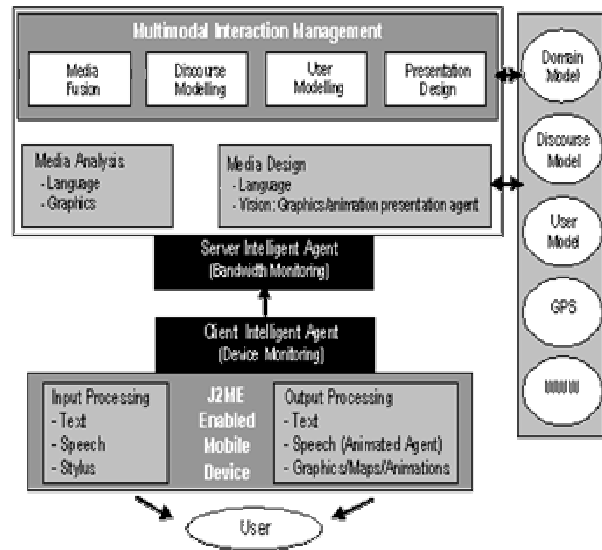 Multimodal Interaction Management
Media
Fusion
Discourse
Modelling
User
Modelling
Presentation
Design
Media Analysis
- Language
- Graphics
Media Design
- Language
- Vision: Graphics/animation presentation agent
Server Intelligent Agent
(Bandwidth Monitoring)
Client Intelligent Agent
(Device Monitoring)
Input Processing
- Text
- Speech
- Stylus
J2ME
Enabled
Mobile
Device
Output Processing
- Text
- Speech (Animated Agent)
- Graphics/Maps/Animations
User
Domain
Model
Discourse
Model
User
Model
GPS
WWW